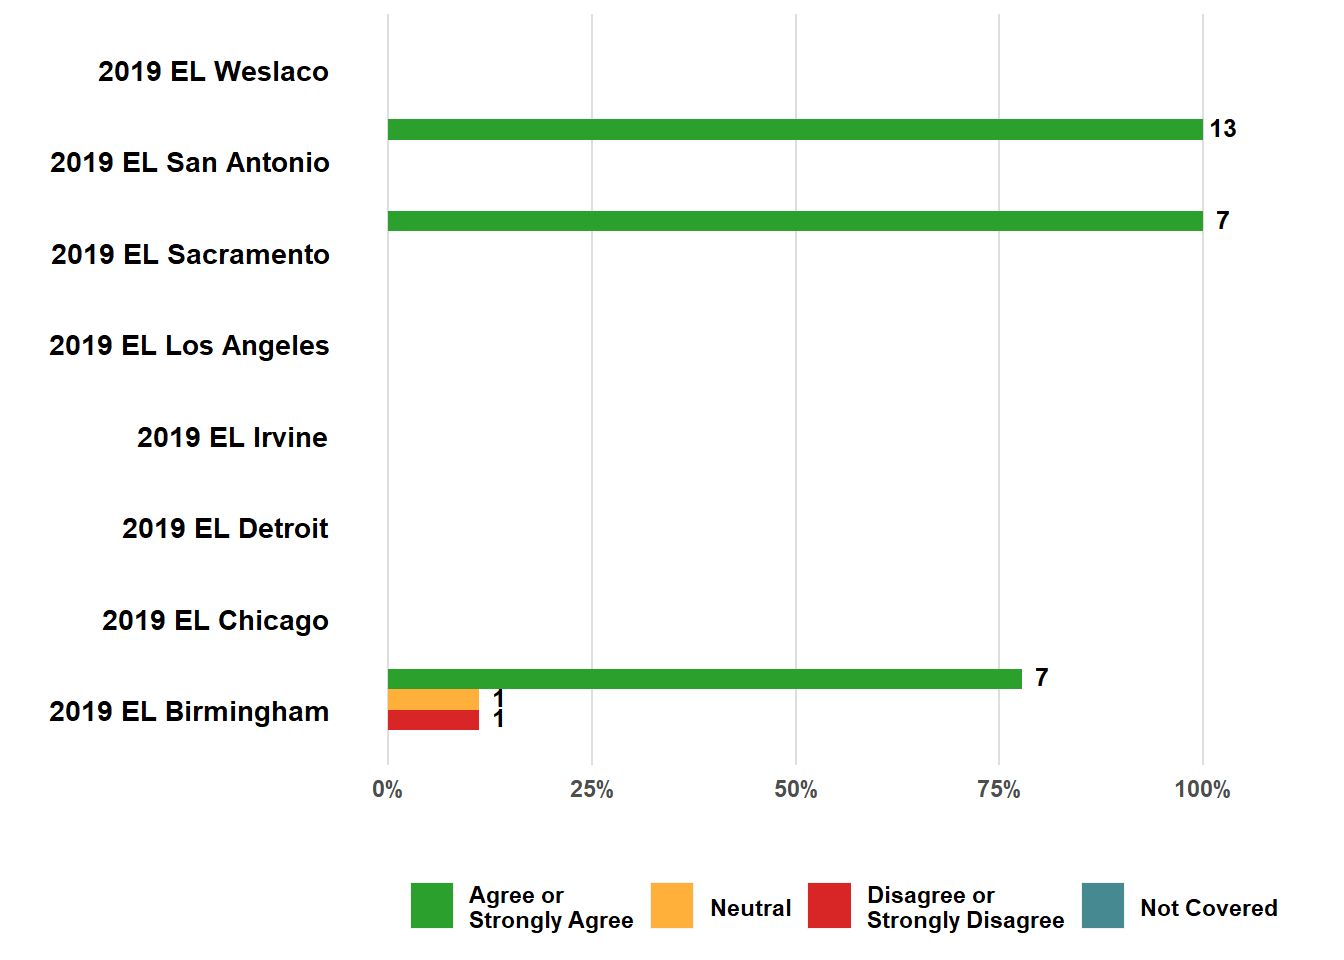 2019 EL Weslaco
13
2019 EL San Antonio
7
2019 EL Sacramento
2019 EL Los Angeles
2019 EL Irvine
2019 EL Detroit
2019 EL Chicago
7
1
2019 EL Birmingham
1
0% 25% 50% 75% 100%
Agree or
Strongly Agree
Neutral
Disagree or
Strongly Disagree
Not Covered